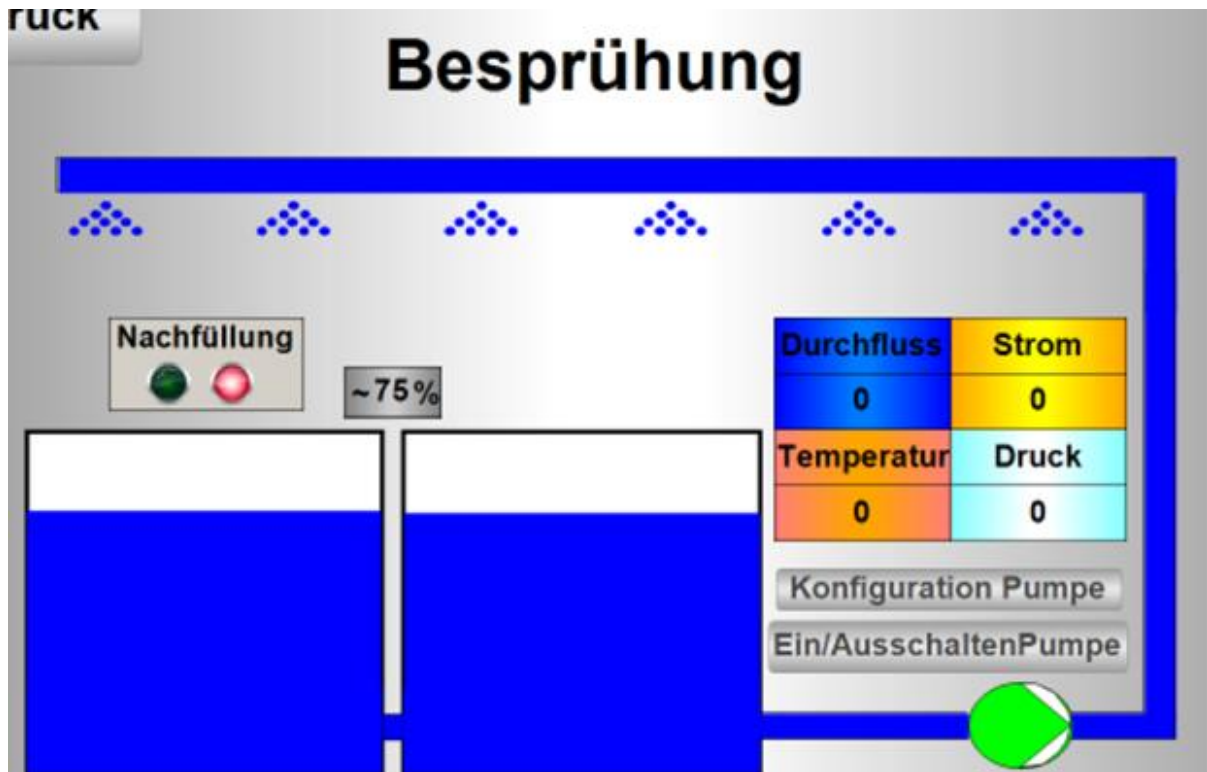 ruck
Besprühung
Nachfüllung
~75%
Durchfluss Strom
0 0
Temperatur Druck
0 0
Konfiguration Pumpe
Ein/AusschaltenPumpe